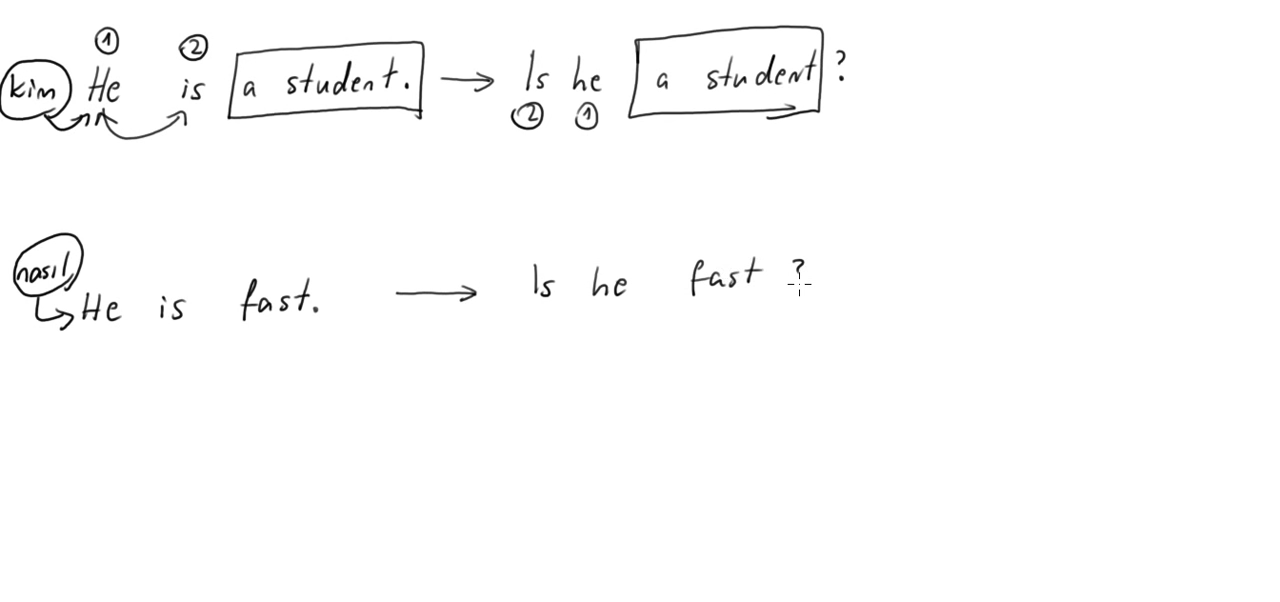 ① ②
kim He is a student. → Is he a student ?
② ①
nasıl
He is fast. → Is he fast ?